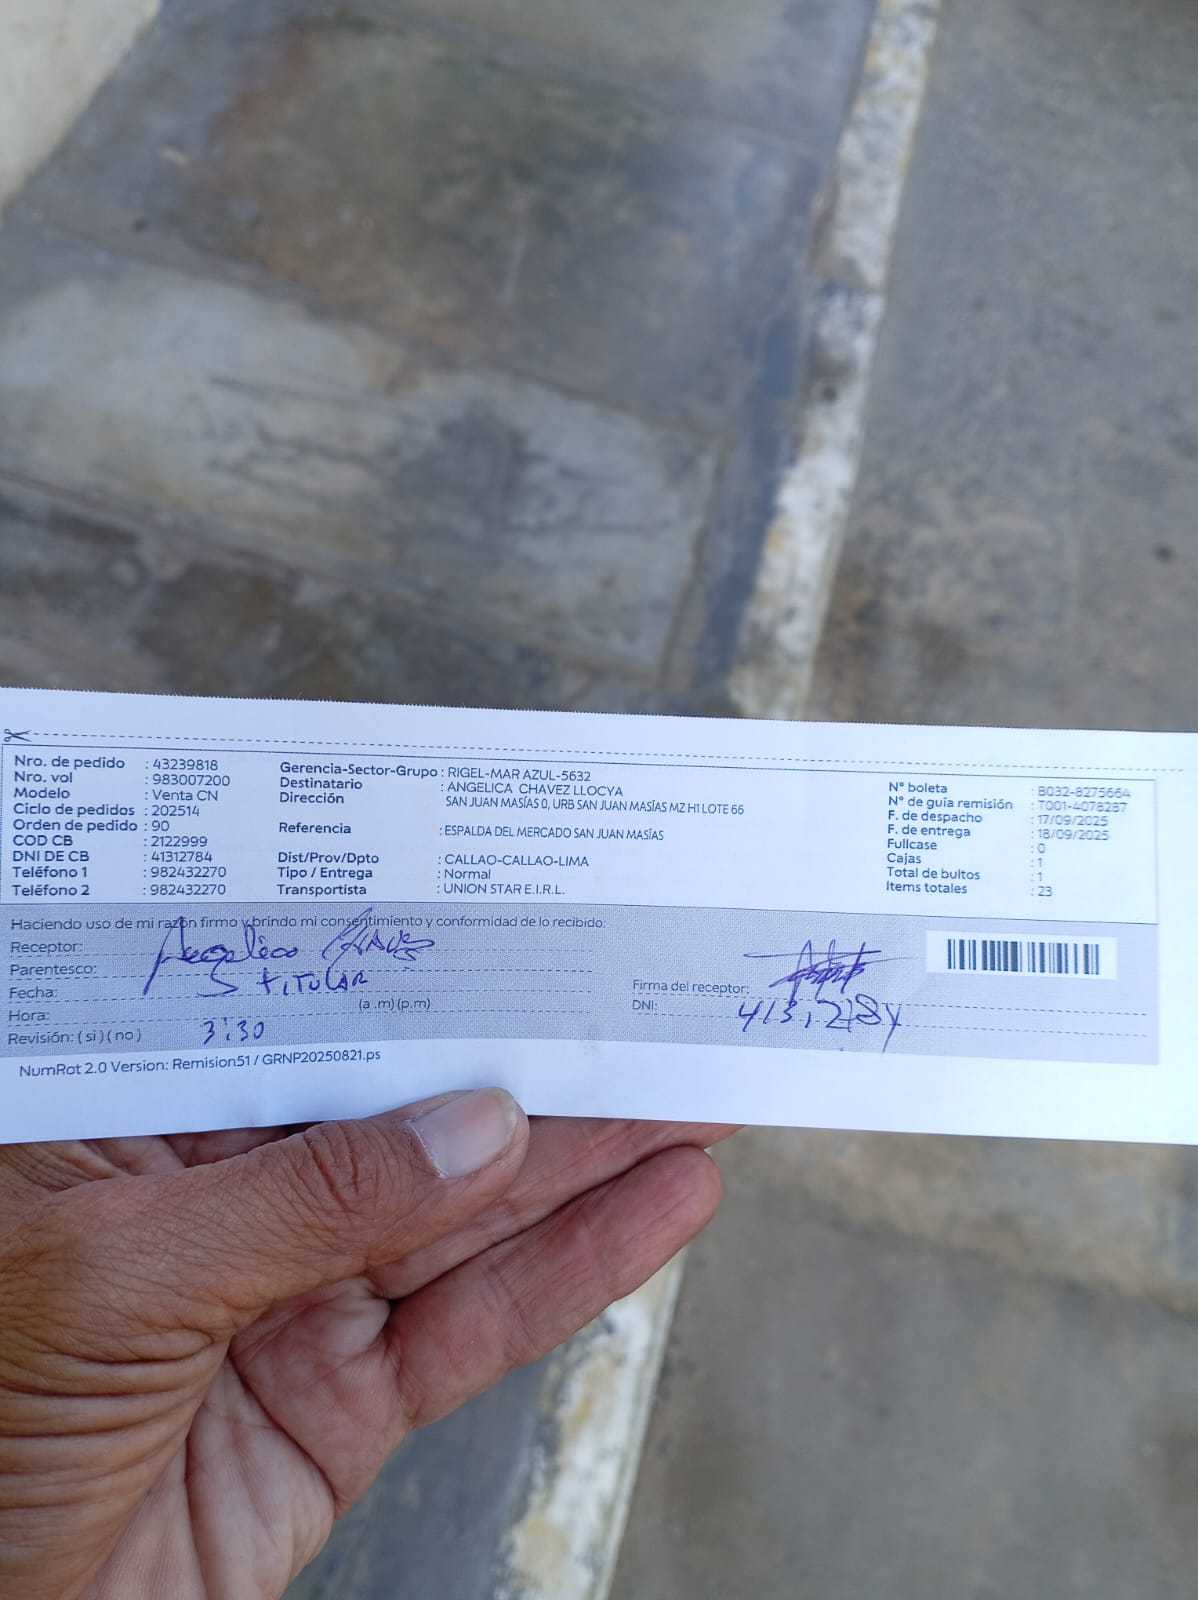 Nro. de pedido : 43239818
Nro. vol : 983007200
Modelo : Venta CN
Ciclo de pedidos : 202514
Orden de pedido : 90
COD CB : 2122999
DNI DE CB : 41312784
Teléfono 1 : 982432270
Teléfono 2 : 982432270
Gerencia-Sector-Grupo : RIGEL-MAR AZUL-5632
Destinatario : ANGELICA CHAVEZ LLOCYA
Dirección SAN JUAN MASÍAS 0, URB SAN JUAN MASÍAS MZ H1 LOTE 66
Referencia : ESPALDA DEL MERCADO SAN JUAN MASÍAS
Dist/Prov/Dpto : CALLAO-CALLAO-LIMA
Tipo / Entrega : Normal
Transportista : UNION STAR E.I.R.L.
N° boleta : B032-8275664
N° de guía remisión : T001-4078287
F. de despacho : 17/09/2025
F. de entrega : 18/09/2025
Fullcase : 0
Cajas : 1
Total de bultos : 1
Items totales : 23
Haciendo uso de mi razón firmo y brindo mi consentimiento y conformidad de lo recibido:
Receptor:
Parentesco: TITULAR
Fecha:
Hora: (a.m)(p.m)
Revisión: ( si ) ( no ) 3:30
Firma del receptor:
DNI:
NumRot 2.0 Version: Remision51 / GRNP20250821.ps